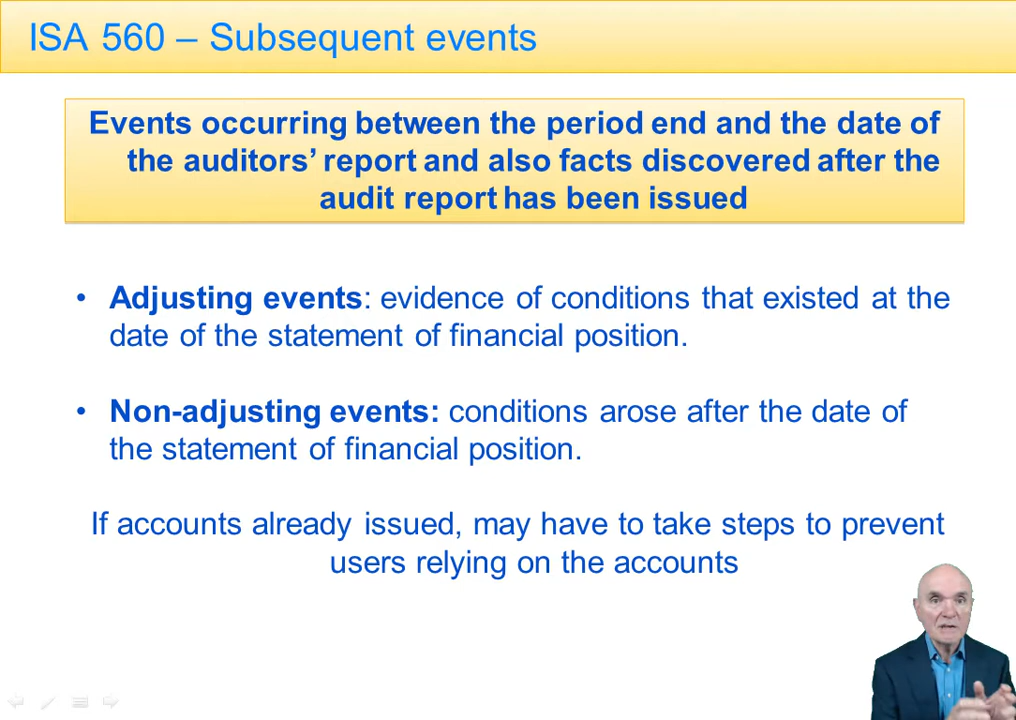 ISA 560 – Subsequent events
Events occurring between the period end and the date of
the auditors’ report and also facts discovered after the
audit report has been issued
• Adjusting events: evidence of conditions that existed at the
date of the statement of financial position.
• Non-adjusting events: conditions arose after the date of
the statement of financial position.
If accounts already issued, may have to take steps to prevent
users relying on the accounts